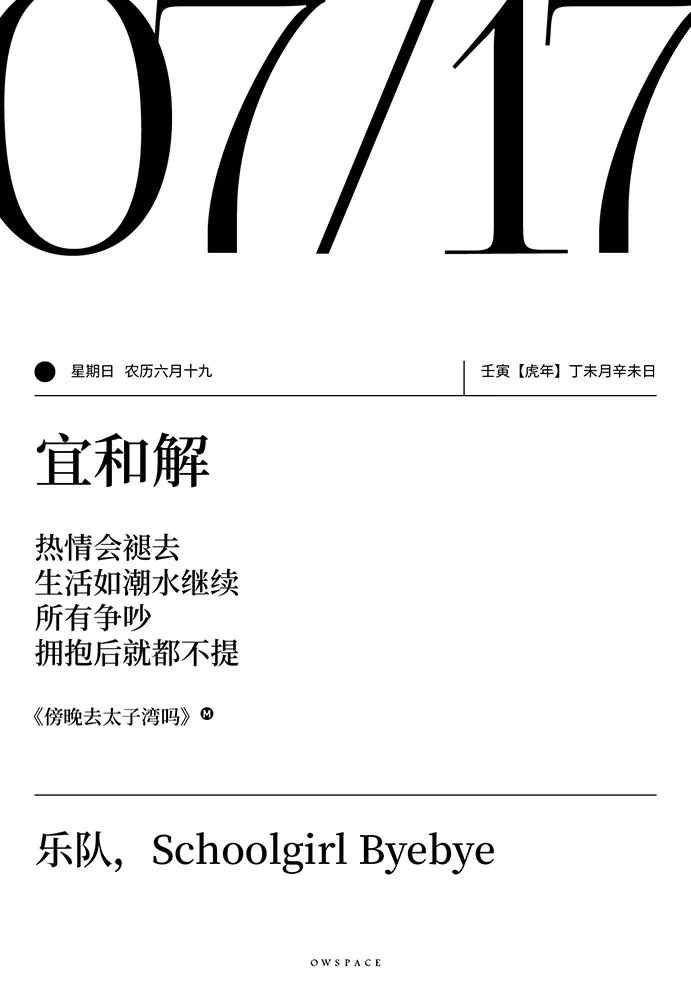 07/17
星期日 农历六月十九
壬寅【虎年】丁未月辛未日
宜和解
热情会褪去
生活如潮水继续
所有争吵
拥抱后就都不提
《傍晚去太子湾吗》M
乐队，Schoolgirl Byebye
OWSPACE